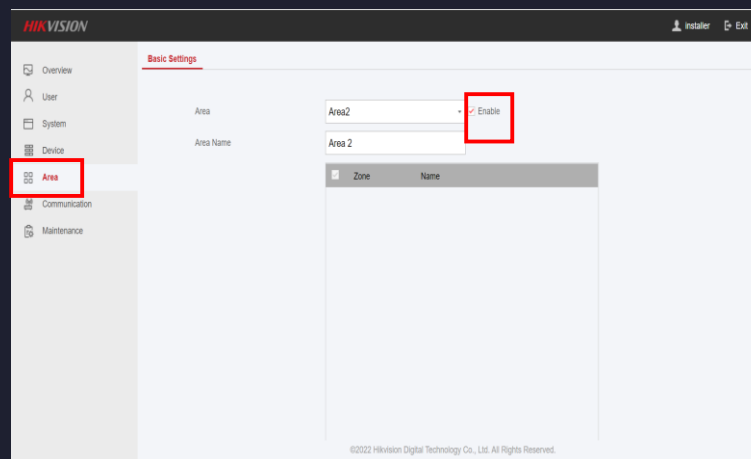 HIKVISION
installer
Exit
Overview
User
System
Device
Area
Communication
Maintenance
Basic Settings
Area
Area2
Enable
Area Name
Area 2
Zone Name
©2022 Hikvision Digital Technology Co., Ltd. All Rights Reserved.